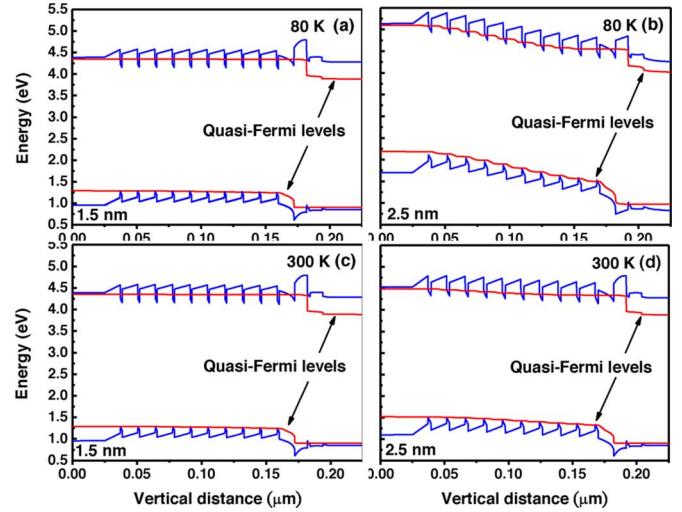 80 K (a)
5.5
5.0
4.5
4.0
3.5
3.0
2.5
2.0
1.5
1.0
0.5
Energy (eV)
Quasi-Fermi levels
1.5 nm
0.00 0.05 0.10 0.15 0.20
80 K (b)
Quasi-Fermi levels
2.5 nm
0.00 0.05 0.10 0.15 0.20
300 K (c)
5.5
5.0
4.5
4.0
3.5
3.0
2.5
2.0
1.5
1.0
0.5
Energy (eV)
Quasi-Fermi levels
1.5 nm
0.00 0.05 0.10 0.15 0.20
Vertical distance (μm)
300 K (d)
Quasi-Fermi levels
2.5 nm
0.00 0.05 0.10 0.15 0.20
Vertical distance (μm)